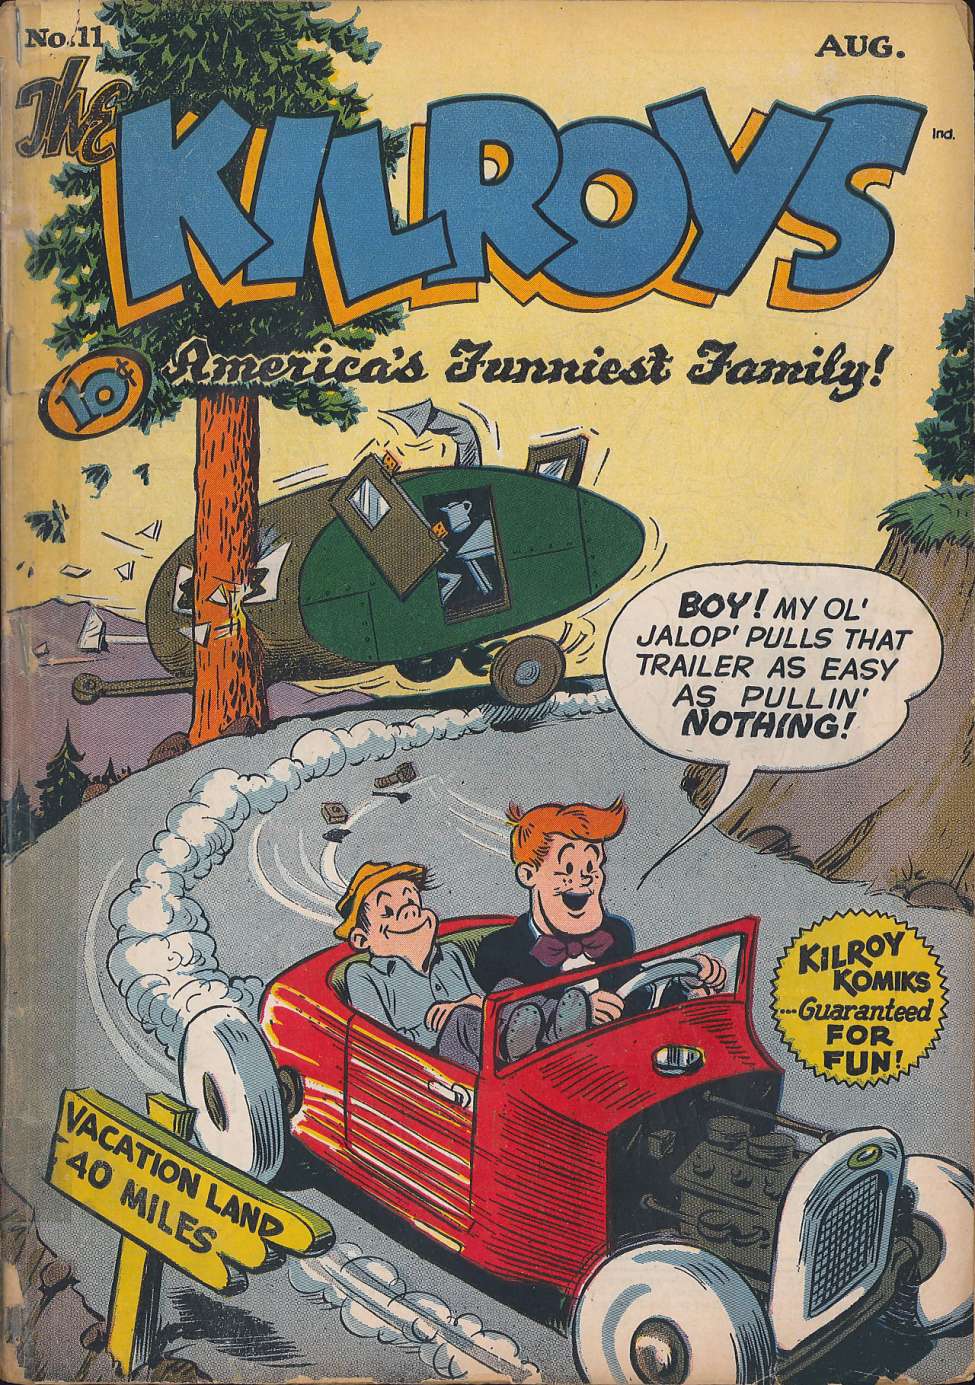 No. 11
AUG.
The
KILROYS
Ind.
10¢
America's Funniest Family!
BOY! MY OL'
JALOP' PULLS THAT
TRAILER AS EASY
AS PULLIN'
NOTHING!
KILROY
KOMIKS
...Guaranteed
FOR
FUN!
VACATION LAND
40 MILES